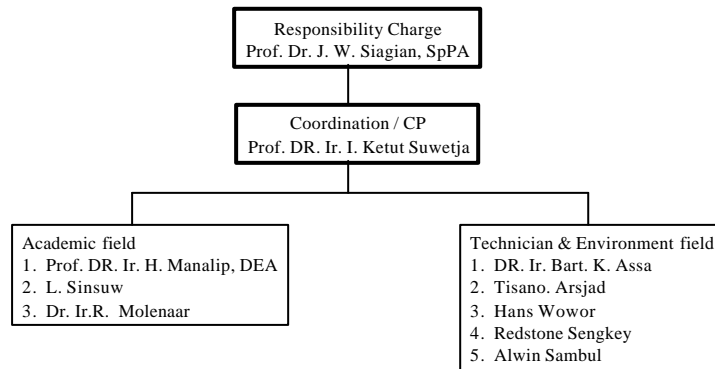 Responsibility Charge
Prof. Dr. J. W. Siagian, SpPA
Coordination / CP
Prof. DR. Ir. I. Ketut Suwetja
Academic field
1. Prof. DR. Ir. H. Manalip, DEA
2. L. Sinsuw
3. Dr. Ir.R. Molenaar
Technician & Environment field
1. DR. Ir. Bart. K. Assa
2. Tisano. Arsjad
3. Hans Wowor
4. Redstone Sengkey
5. Alwin Sambul